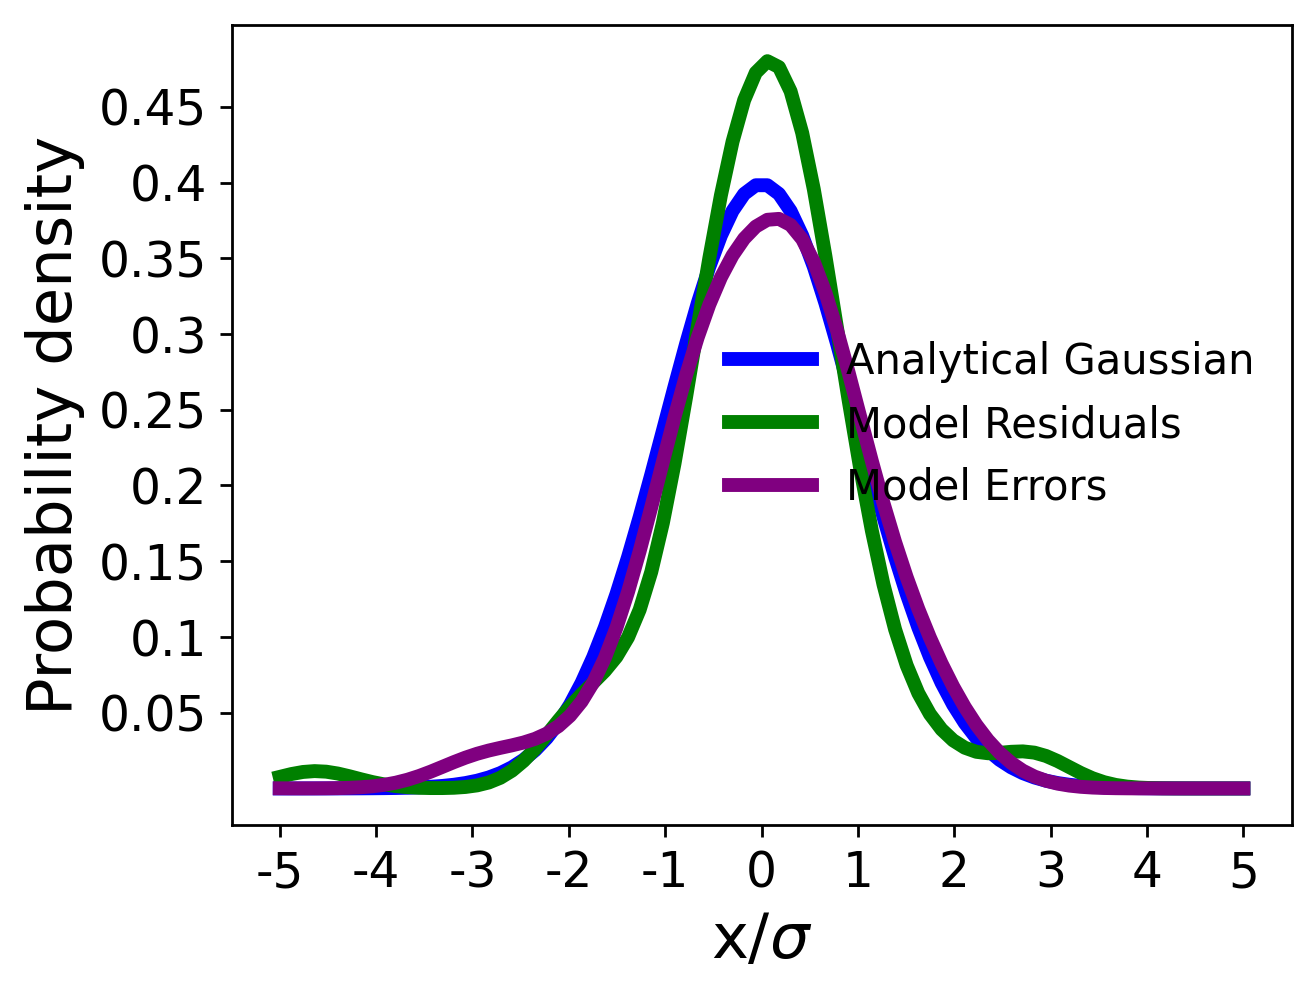 Probability density
0.45
0.4
0.35
0.3
0.25
0.2
0.15
0.1
0.05
Analytical Gaussian
Model Residuals
Model Errors
-5 -4 -3 -2 -1 0 1 2 3 4 5
x/σ